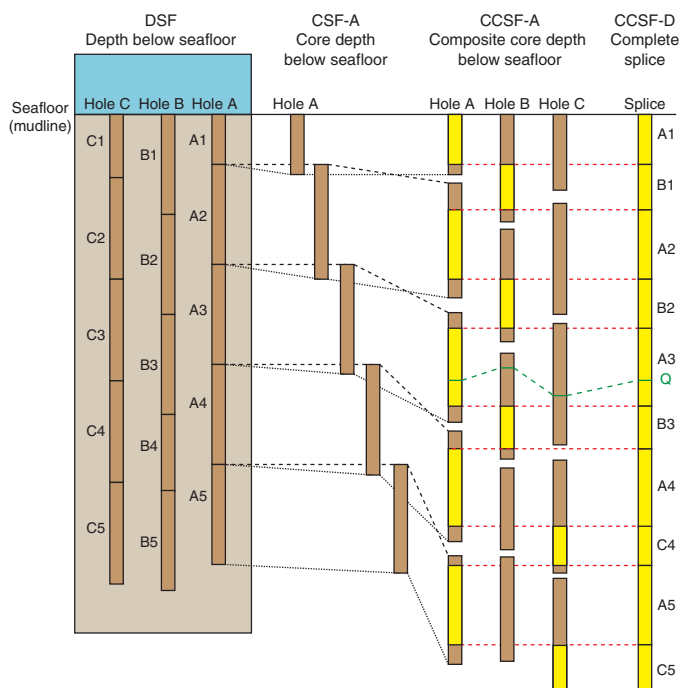 DSF
Depth below seafloor
CSF-A
Core depth
below seafloor
CCSF-A
Composite core depth
below seafloor
CCSF-D
Complete
splice
Seafloor
(mudline)
Hole C
Hole B
Hole A
Hole A
Hole A
Hole B
Hole C
Splice
C1
C2
C3
C4
C5
B1
B2
B3
B4
B5
A1
A2
A3
A4
A5
A1
B1
A2
B2
A3
Q
B3
A4
C4
A5
C5